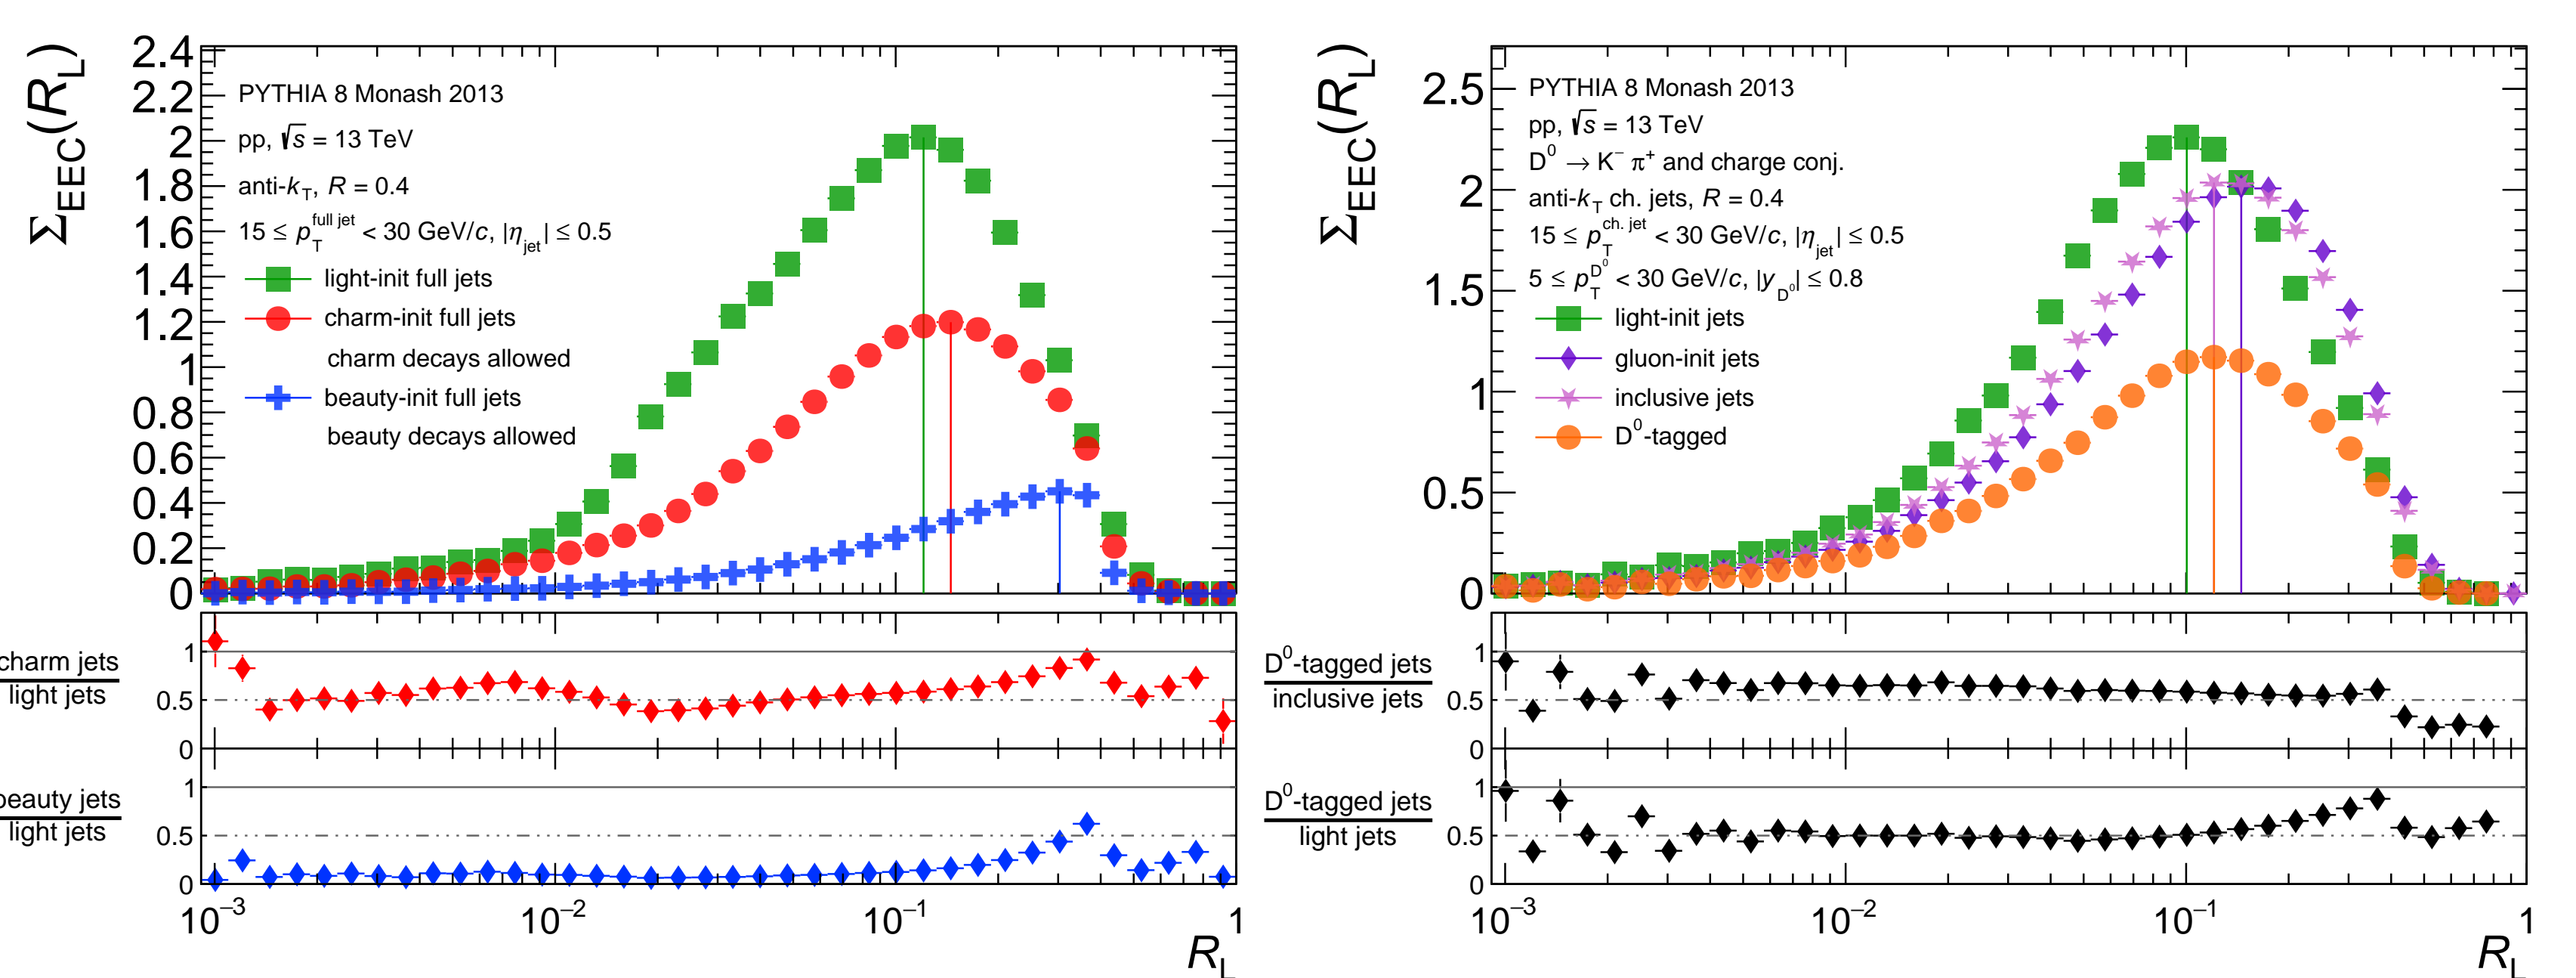 Σ_EEC(R_L)
2.4
2.2
2
1.8
1.6
1.4
1.2
1
0.8
0.6
0.4
0.2
0
PYTHIA 8 Monash 2013
pp, √s = 13 TeV
anti-k_T, R = 0.4
15 ≤ p_T^{full jet} < 30 GeV/c, |η_jet| ≤ 0.5
light-init full jets
charm-init full jets
charm decays allowed
beauty-init full jets
beauty decays allowed
charm jets
light jets
1
0.5
0
beauty jets
light jets
1
0.5
0
10⁻³ 10⁻² 10⁻¹ 1
R_L
Σ_EEC(R_L)
2.5
2
1.5
1
0.5
0
PYTHIA 8 Monash 2013
pp, √s = 13 TeV
D⁰ → K⁻ π⁺ and charge conj.
anti-k_T ch. jets, R = 0.4
15 ≤ p_T^{ch. jet} < 30 GeV/c, |η_jet| ≤ 0.5
5 ≤ p_T^{D⁰} < 30 GeV/c, |y_{D⁰}| ≤ 0.8
light-init jets
gluon-init jets
inclusive jets
D⁰-tagged
D⁰-tagged jets
inclusive jets
1
0.5
0
D⁰-tagged jets
light jets
1
0.5
0
10⁻³ 10⁻² 10⁻¹ 1
R_L